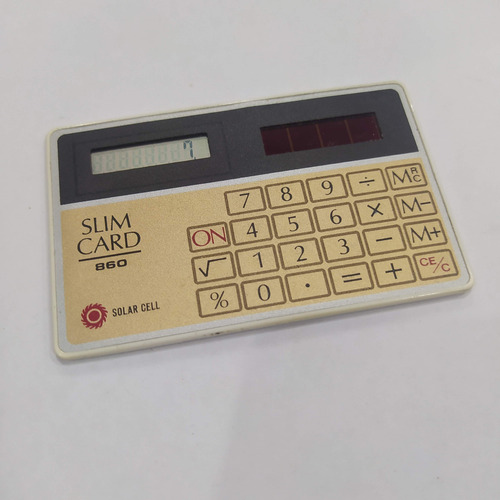 7
SLIM
CARD
860
SOLAR CELL
7 8 9 ÷ MRC
ON 4 5 6 × M−
√ 1 2 3 − M+
% 0 · = + CE/C